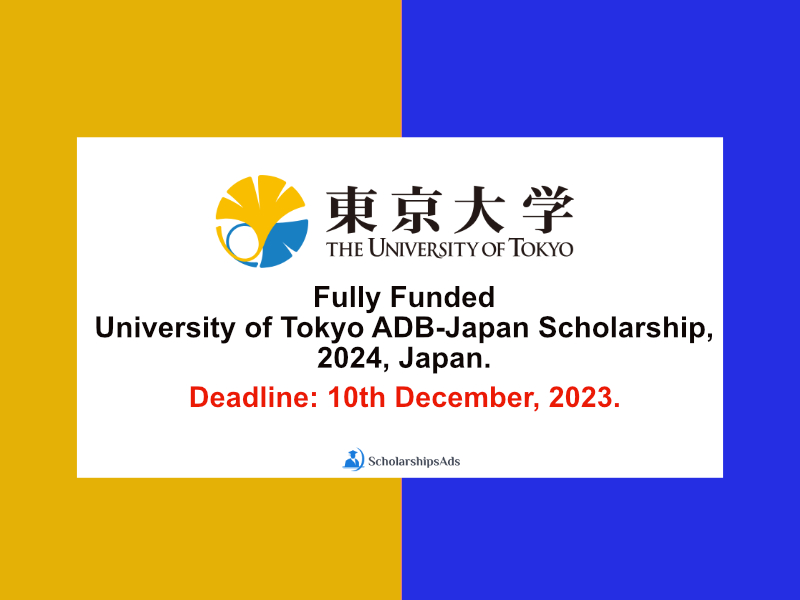 東京大学
THE UNIVERSITY OF TOKYO
Fully Funded
University of Tokyo ADB-Japan Scholarship,
2024, Japan.
Deadline: 10th December, 2023.
ScholarshipsAds